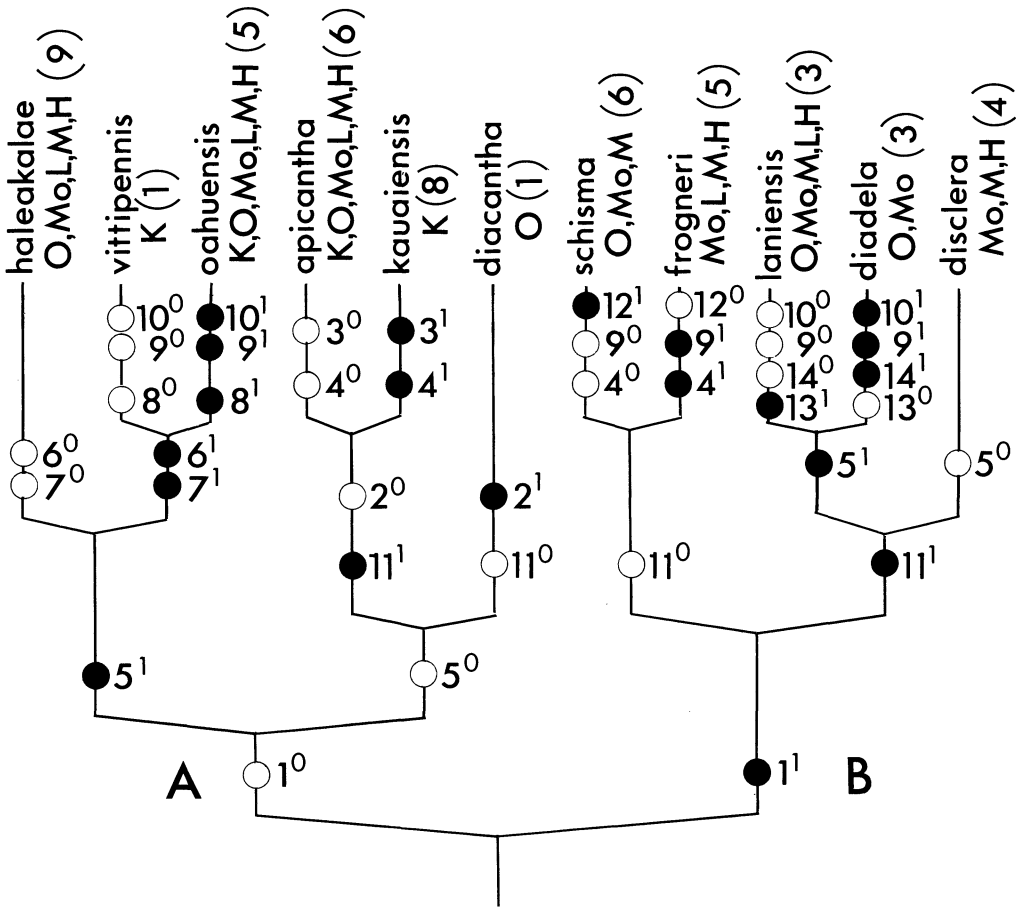 haleakalae
O,Mo,L,M,H (9)
vittipennis
K (1)
oahuensis
K,O,Mo,L,M,H (5)
apicantha
K,O,Mo,L,M,H (6)
kauaiensis
K (8)
diacantha
O (1)
schisma
O,Mo,M (6)
frogneri
Mo,L,M,H (5)
laniensis
O,Mo,M,L,H (3)
diadela
O,Mo (3)
disclera
Mo,M,H (4)
10⁰ 10¹ 3⁰ 3¹ 12¹ 12⁰ 10⁰ 10¹
9⁰ 9¹ 9⁰ 9¹ 9⁰ 9¹
8⁰ 8¹ 4⁰ 4¹ 4⁰ 4¹ 14⁰ 14¹
13¹ 13⁰
6⁰ 6¹ 5¹ 5⁰
7⁰ 7¹ 2⁰ 2¹
11¹ 11⁰ 11⁰ 11¹
5¹ 5⁰
A 1⁰ 1¹ B